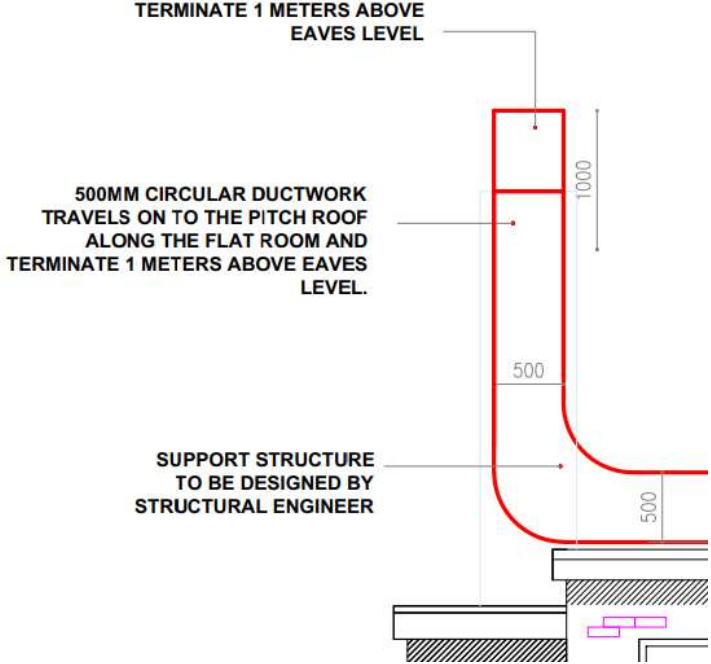 TERMINATE 1 METERS ABOVE
EAVES LEVEL
1000
500MM CIRCULAR DUCTWORK
TRAVELS ON TO THE PITCH ROOF
ALONG THE FLAT ROOM AND
TERMINATE 1 METERS ABOVE EAVES
LEVEL.
500
SUPPORT STRUCTURE
TO BE DESIGNED BY
STRUCTURAL ENGINEER
500